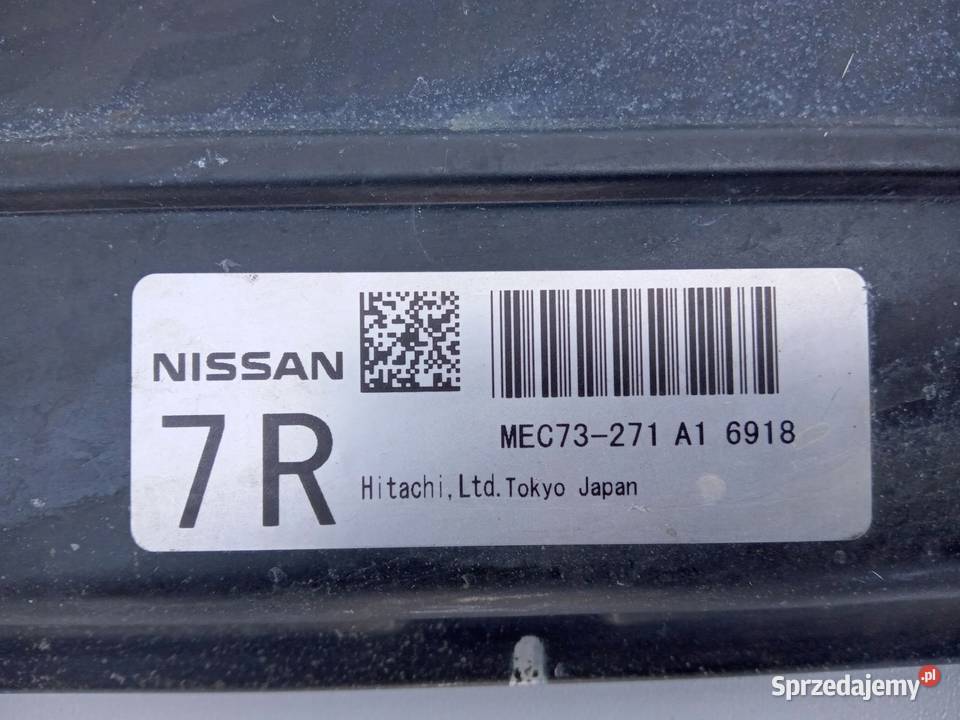 NISSAN
7R
MEC73-271 A1 6918
Hitachi, Ltd. Tokyo Japan
Sprzedajemy.pl